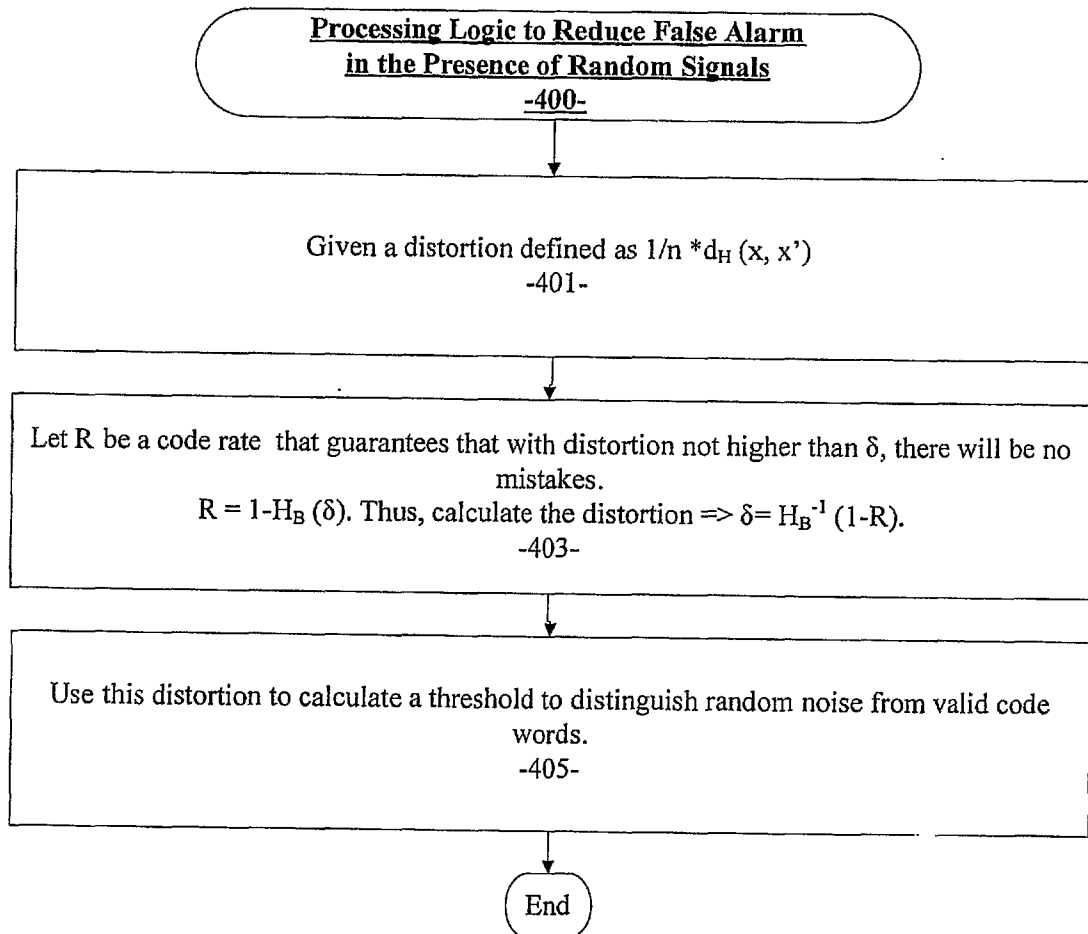 Processing Logic to Reduce False Alarm
in the Presence of Random Signals
-400-
Given a distortion defined as 1/n *dH (x, x’)
-401-
Let R be a code rate that guarantees that with distortion not higher than δ, there will be no
mistakes.
R = 1-HB (δ). Thus, calculate the distortion => δ= HB-1 (1-R).
-403-
Use this distortion to calculate a threshold to distinguish random noise from valid code
words.
-405-
End